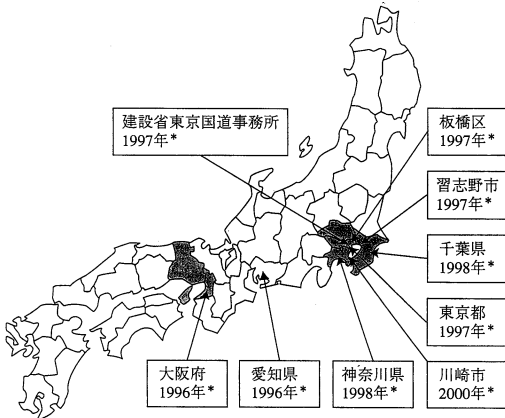 建設省東京国道事務所
1997年*
板橋区
1997年*
習志野市
1997年*
千葉県
1998年*
東京都
1997年*
大阪府
1996年*
愛知県
1996年*
神奈川県
1998年*
川崎市
2000年*